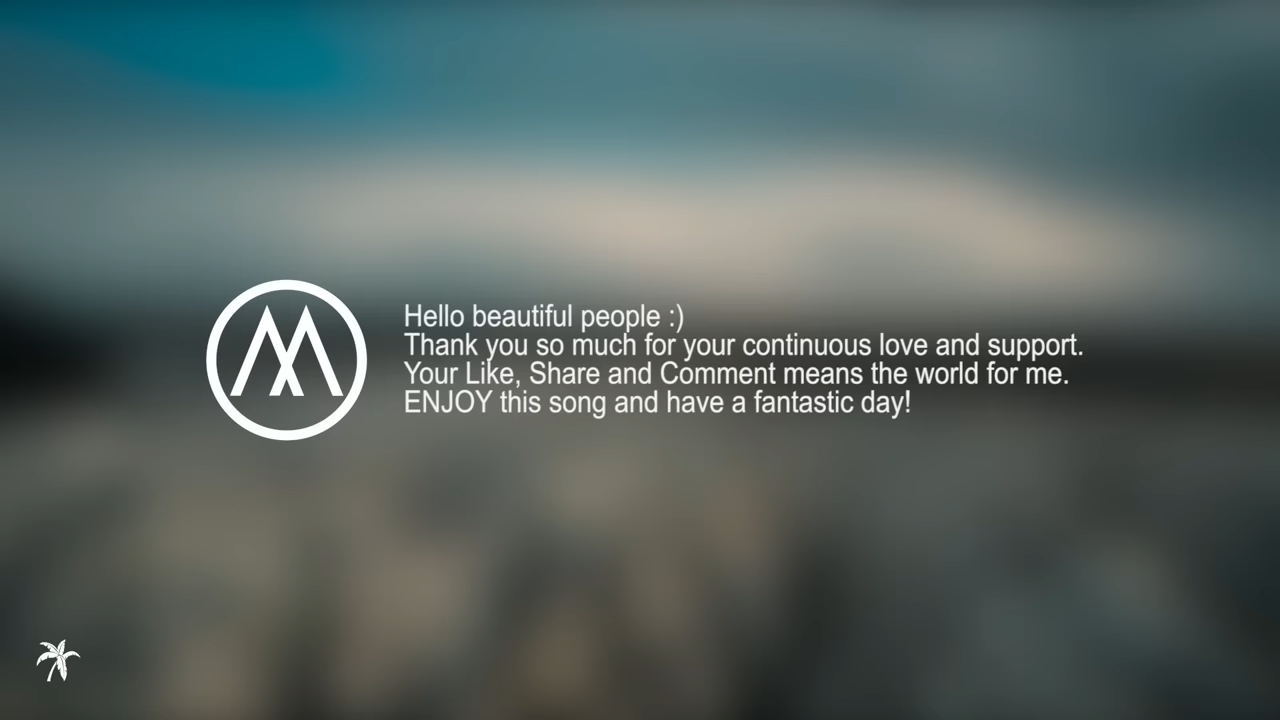 Hello beautiful people :)
Thank you so much for your continuous love and support.
Your Like, Share and Comment means the world for me.
ENJOY this song and have a fantastic day!